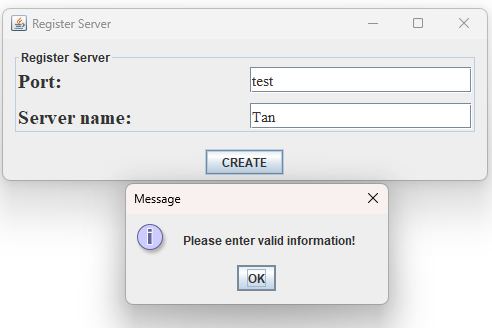 Register Server
Register Server
Port:
test
Server name:
Tan
CREATE
Message
i
Please enter valid information!
OK